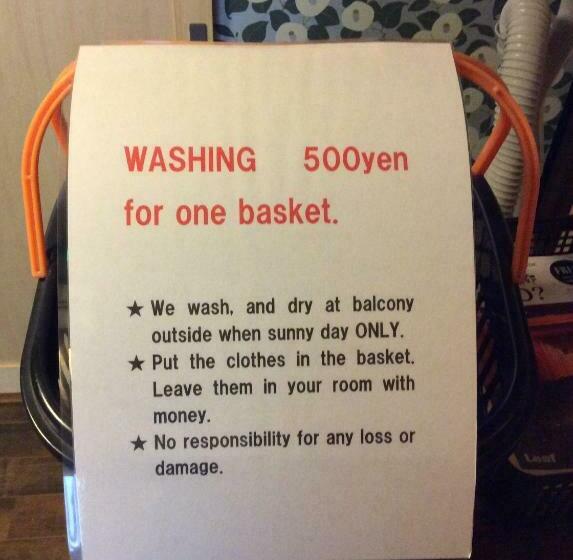 WASHING 500yen
for one basket.
★ We wash, and dry at balcony
outside when sunny day ONLY.
★ Put the clothes in the basket.
Leave them in your room with
money.
★ No responsibility for any loss or
damage.